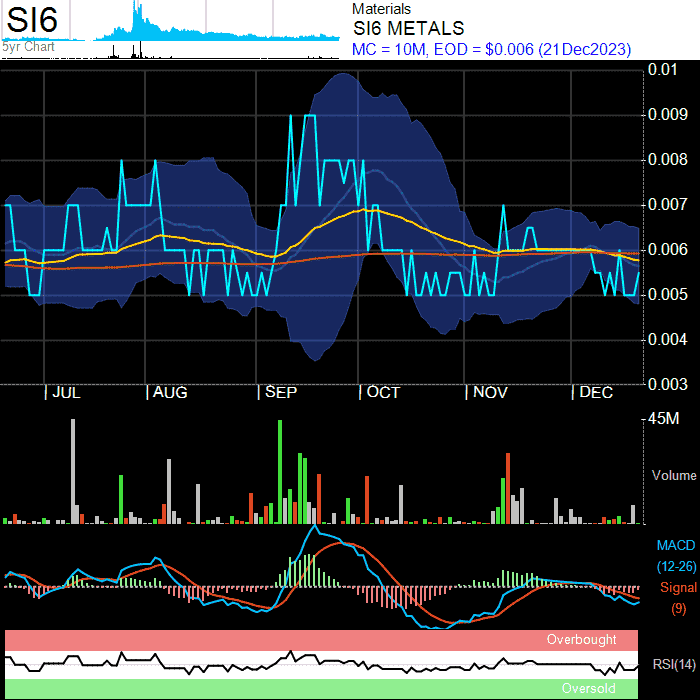 SI6
5yr Chart
Materials
SI6 METALS
MC = 10M, EOD = $0.006 (21Dec2023)
0.01
0.009
0.008
0.007
0.006
0.005
0.004
0.003
JUL AUG SEP OCT NOV DEC
45M
Volume
MACD
(12-26)
Signal
(9)
Overbought
RSI(14)
Oversold